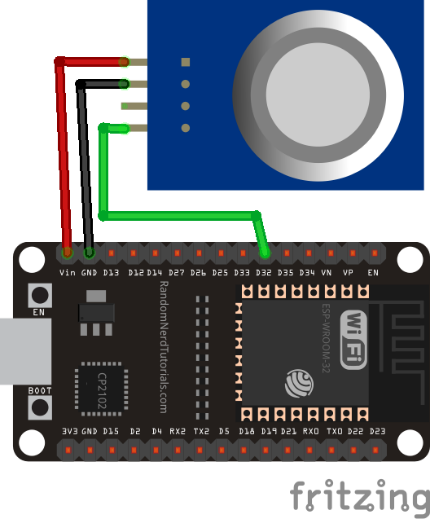 Vin GND D13 D12 D14 D27 D26 D25 D33 D32 D35 D34 VN VP EN
EN
RandomNerdTutorials.com
ESP-WROOM-32
WiFi
CP2102
BOOT
3V3 GND D15 D2 D4 RX2 TX2 D5 D18 D19 D21 RX0 TX0 D22 D23
fritzing